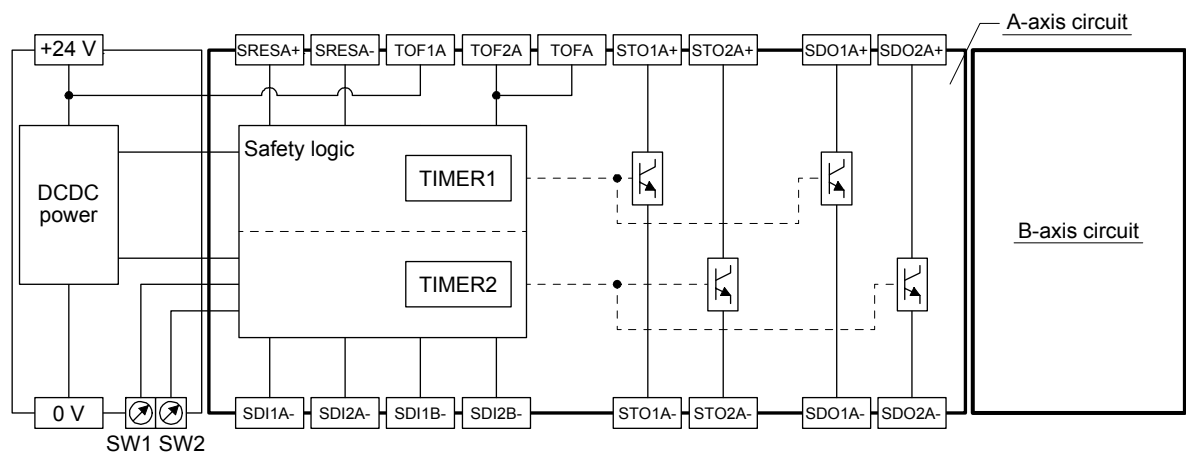 A-axis circuit
+24 V
SRESA+ SRESA- TOF1A TOF2A TOFA STO1A+ STO2A+ SDO1A+ SDO2A+
Safety logic
TIMER1
DCDC
power
B-axis circuit
TIMER2
0 V
SDI1A- SDI2A- SDI1B- SDI2B- STO1A- STO2A- SDO1A- SDO2A-
SW1 SW2